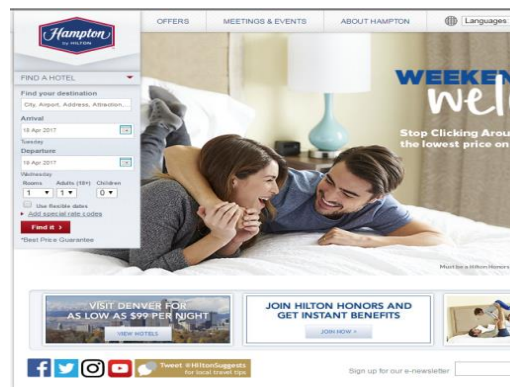 Hampton
by HILTON
OFFERS
MEETINGS & EVENTS
ABOUT HAMPTON
Languages
FIND A HOTEL
Find your destination
City, Airport, Address, Attraction,...
Arrival
18 Apr 2017
Tuesday
Departure
19 Apr 2017
Wednesday
Rooms Adults (18+) Children
1 1 0
Use flexible dates
Add special rate codes
Find it >
*Best Price Guarantee
WEEKEN
wel
Stop Clicking Arou
the lowest price on
Must be a Hilton Honors
VISIT DENVER FOR
AS LOW AS $99 PER NIGHT
VIEW HOTELS
JOIN HILTON HONORS AND
GET INSTANT BENEFITS
JOIN NOW >
Tweet @HiltonSuggests
for local travel tips
Sign up for our e-newsletter